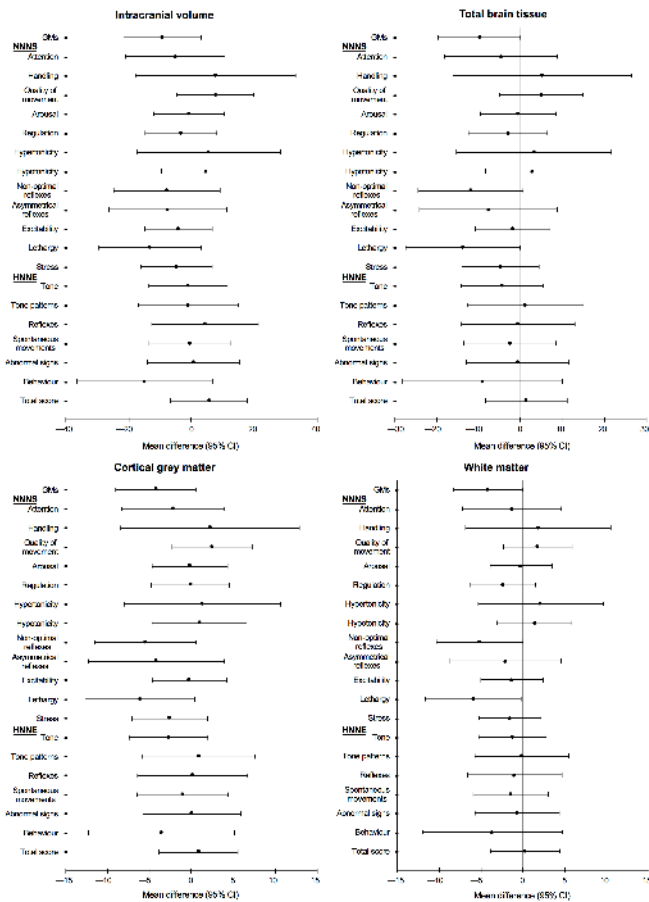 Intracranial volume
GMs
NNNS
Attention
Handling
Quality of
movement
Arousal
Regulation
Hypertonicity
Hypotonicity
Non-optimal
reflexes
Asymmetrical
reflexes
Excitability
Lethargy
Stress
HNNE
Tone
Tone patterns
Reflexes
Spontaneous
movements
Abnormal signs
Behaviour
Total score
−40 −20 0 20 40
Mean difference (95% CI)
Total brain tissue
GMs
NNNS
Attention
Handling
Quality of
movement
Arousal
Regulation
Hypertonicity
Hypotonicity
Non-optimal
reflexes
Asymmetrical
reflexes
Excitability
Lethargy
Stress
HNNE
Tone
Tone patterns
Reflexes
Spontaneous
movements
Abnormal signs
Behaviour
Total score
−30 −20 −10 0 10 20 30
Mean difference (95% CI)
Cortical grey matter
GMs
NNNS
Attention
Handling
Quality of
movement
Arousal
Regulation
Hypertonicity
Hypotonicity
Non-optimal
reflexes
Asymmetrical
reflexes
Excitability
Lethargy
Stress
HNNE
Tone
Tone patterns
Reflexes
Spontaneous
movements
Abnormal signs
Behaviour
Total score
−15 −10 −5 0 5 10 15
Mean difference (95% CI)
White matter
GMs
NNNS
Attention
Handling
Quality of
movement
Arousal
Regulation
Hypertonicity
Hypotonicity
Non-optimal
reflexes
Asymmetrical
reflexes
Excitability
Lethargy
Stress
HNNE
Tone
Tone patterns
Reflexes
Spontaneous
movements
Abnormal signs
Behaviour
Total score
−15 −10 −5 0 5 10 15
Mean difference (95% CI)